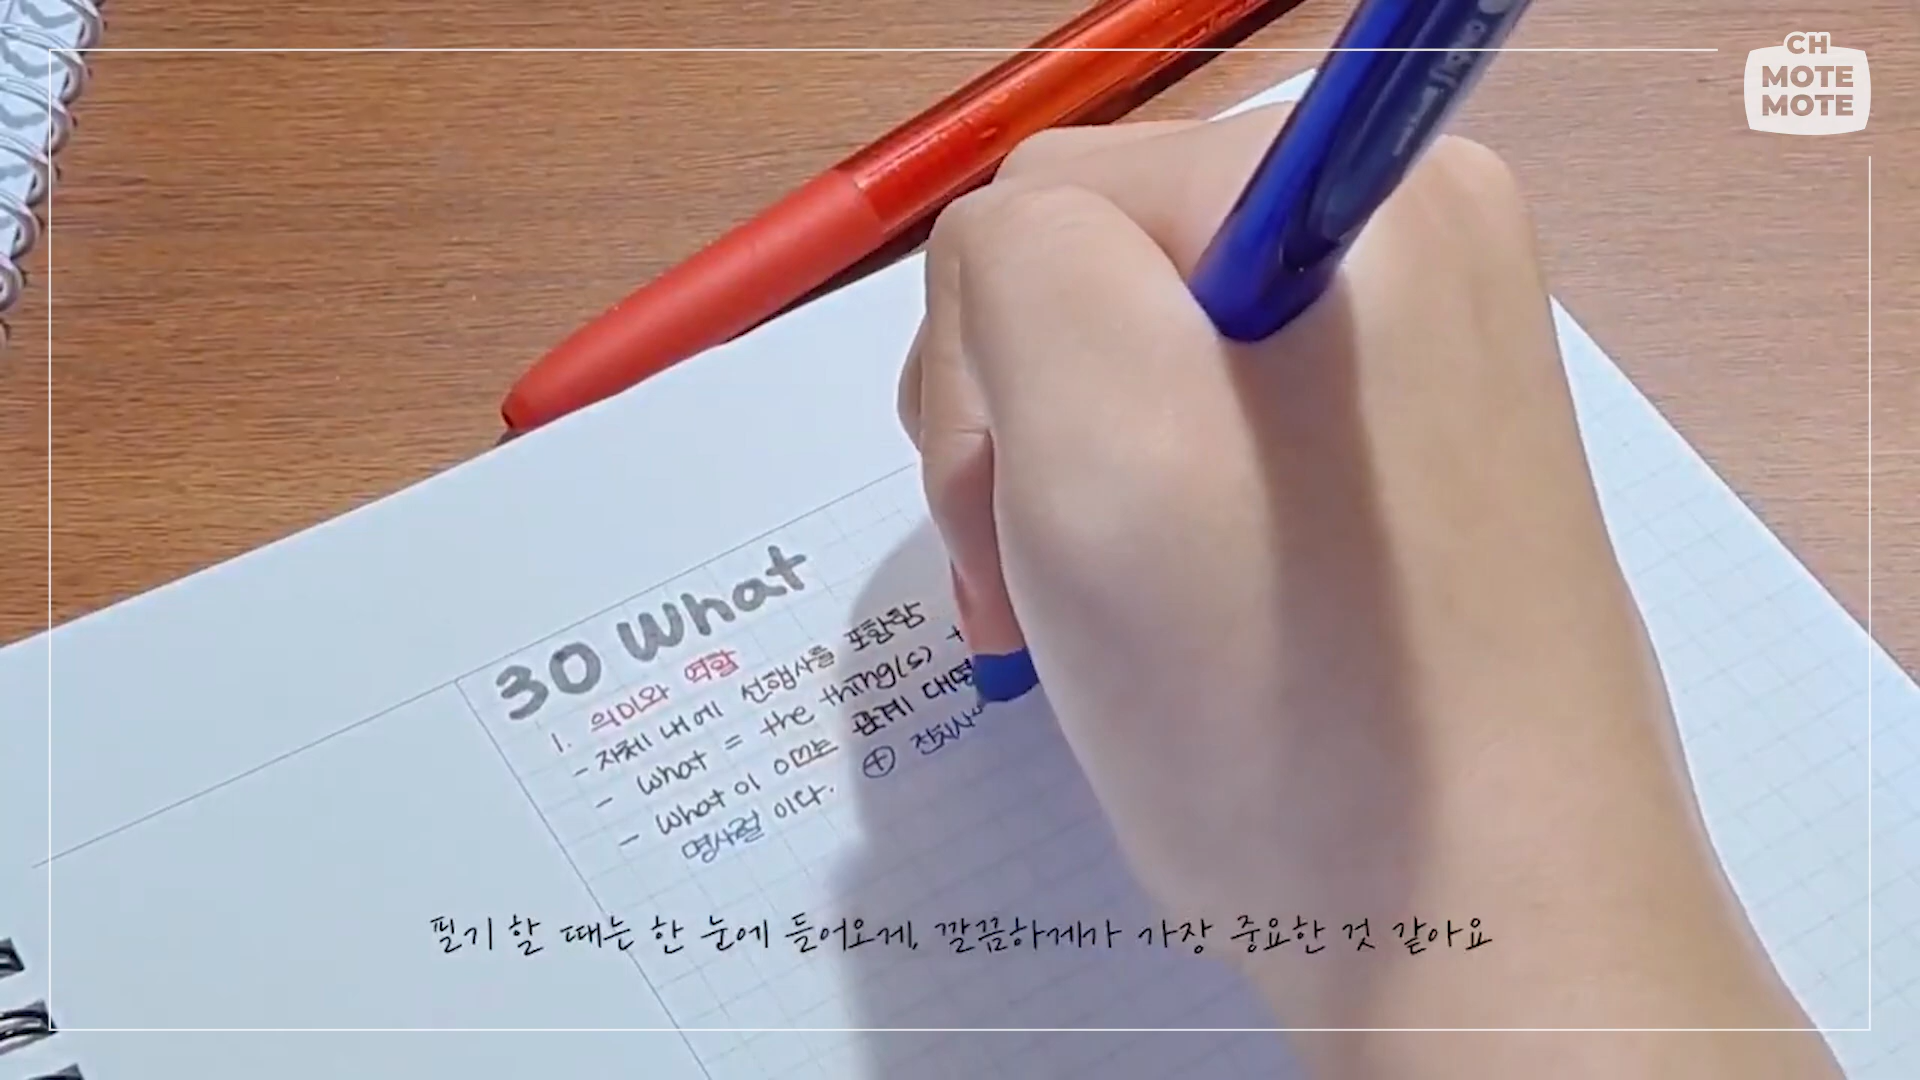 CH
MOTE
MOTE
30 what
1. 의미와 역할
- 자체 내에 선행사를 포함함
- what = the thing(s) +
- what이 이끄는 관계 대명
명사절 이다. ⊕ 전치사
필기 할 때는 한 눈에 들어오게, 깔끔하게가 가장 중요한 것 같아요